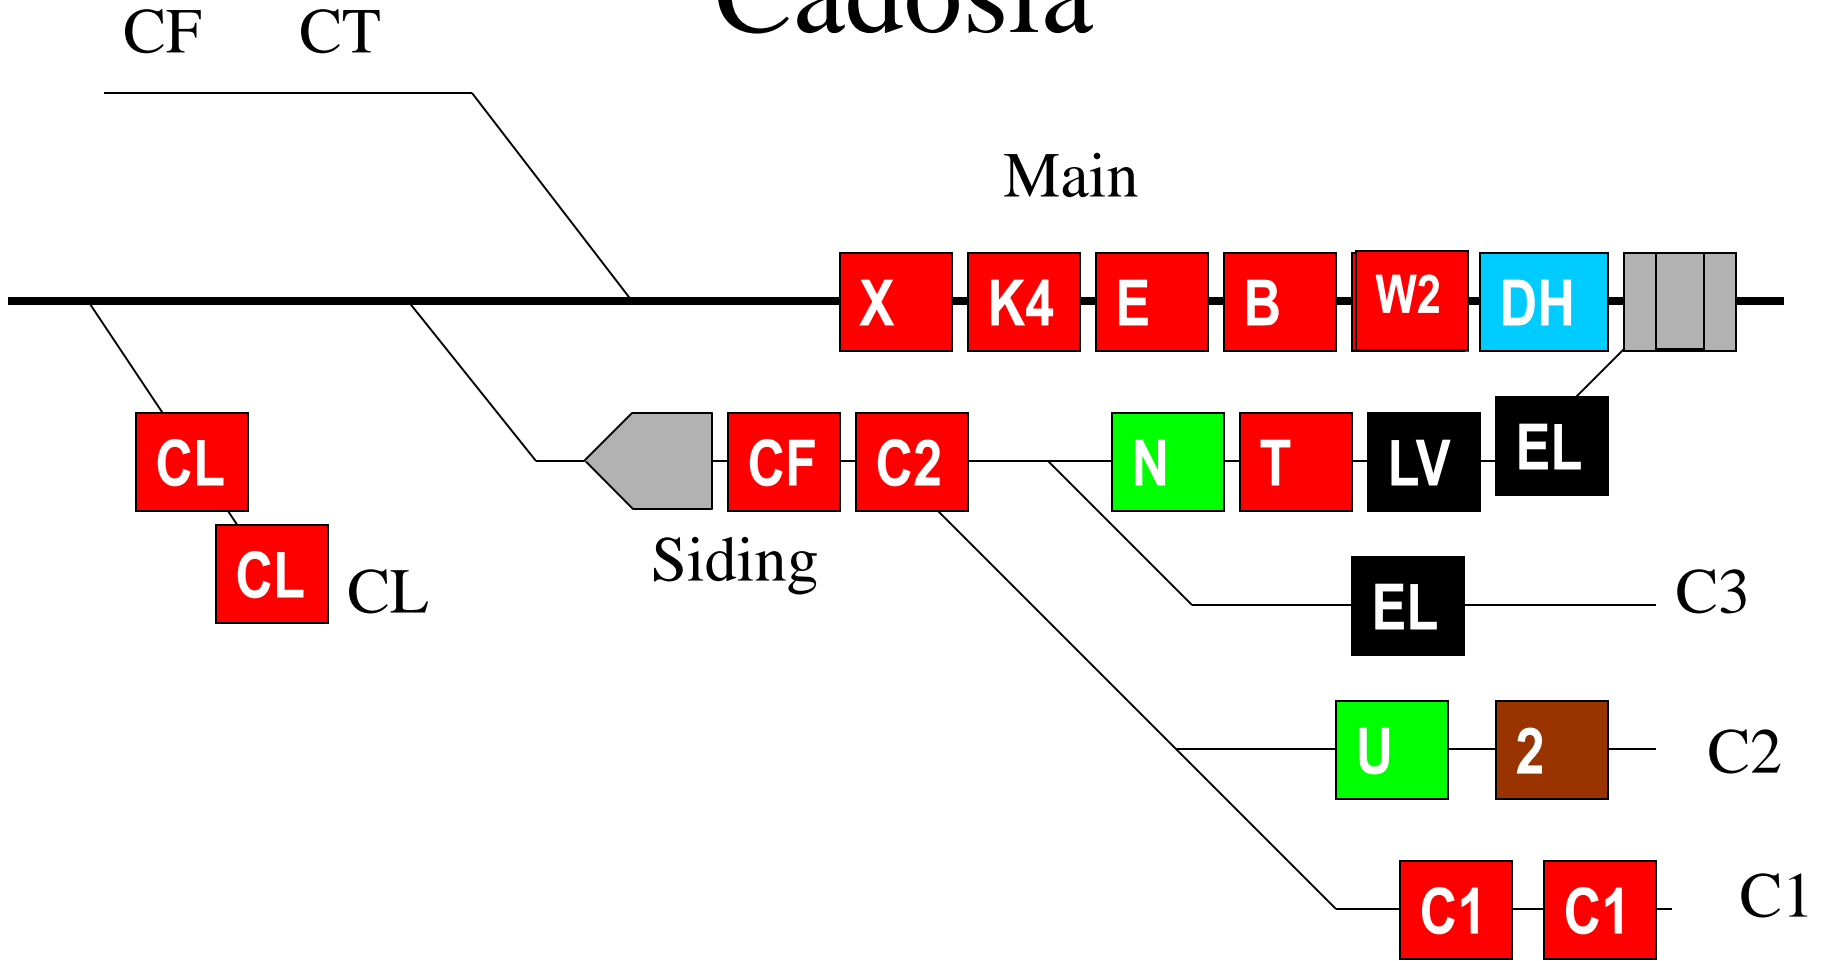 Cadosia
CF CT
Main
X K4 E B W2 DH
CL CF C2 N T LV EL
Siding
CL CL
EL C3
U 2 C2
C1 C1 C1